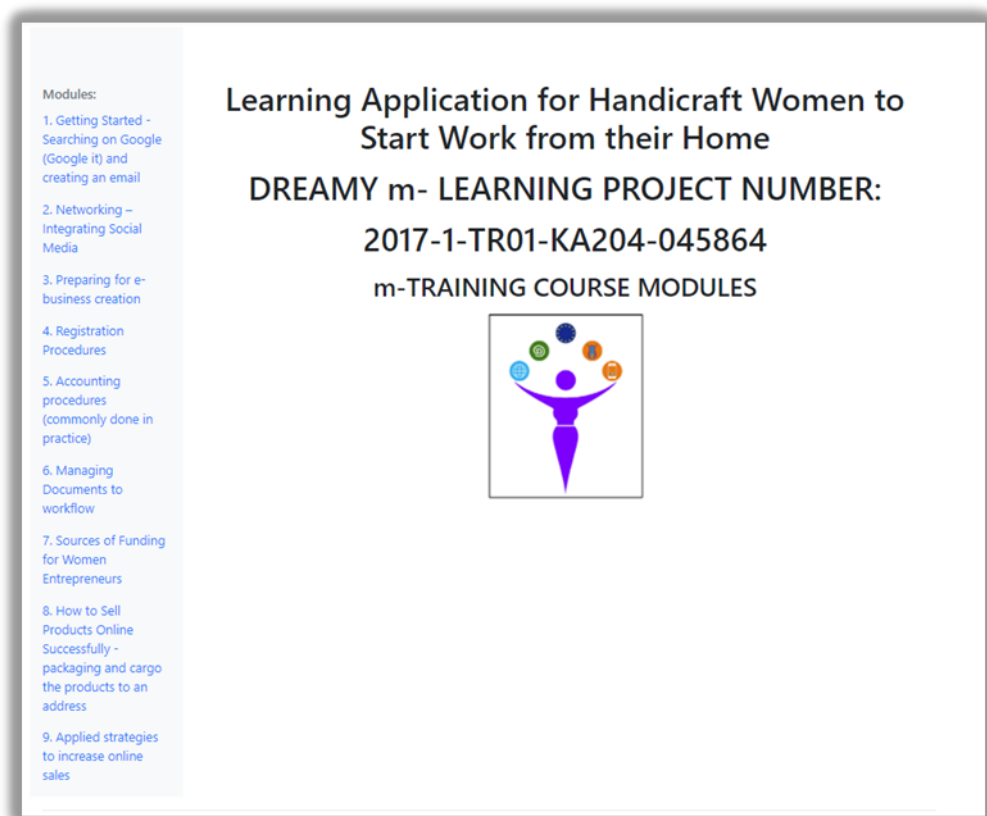 Modules:
1. Getting Started -
Searching on Google
(Google it) and
creating an email
2. Networking –
Integrating Social
Media
3. Preparing for e-
business creation
4. Registration
Procedures
5. Accounting
procedures
(commonly done in
practice)
6. Managing
Documents to
workflow
7. Sources of Funding
for Women
Entrepreneurs
8. How to Sell
Products Online
Successfully -
packaging and cargo
the products to an
address
9. Applied strategies
to increase online
sales
Learning Application for Handicraft Women to
Start Work from their Home
DREAMY m- LEARNING PROJECT NUMBER:
2017-1-TR01-KA204-045864
m-TRAINING COURSE MODULES